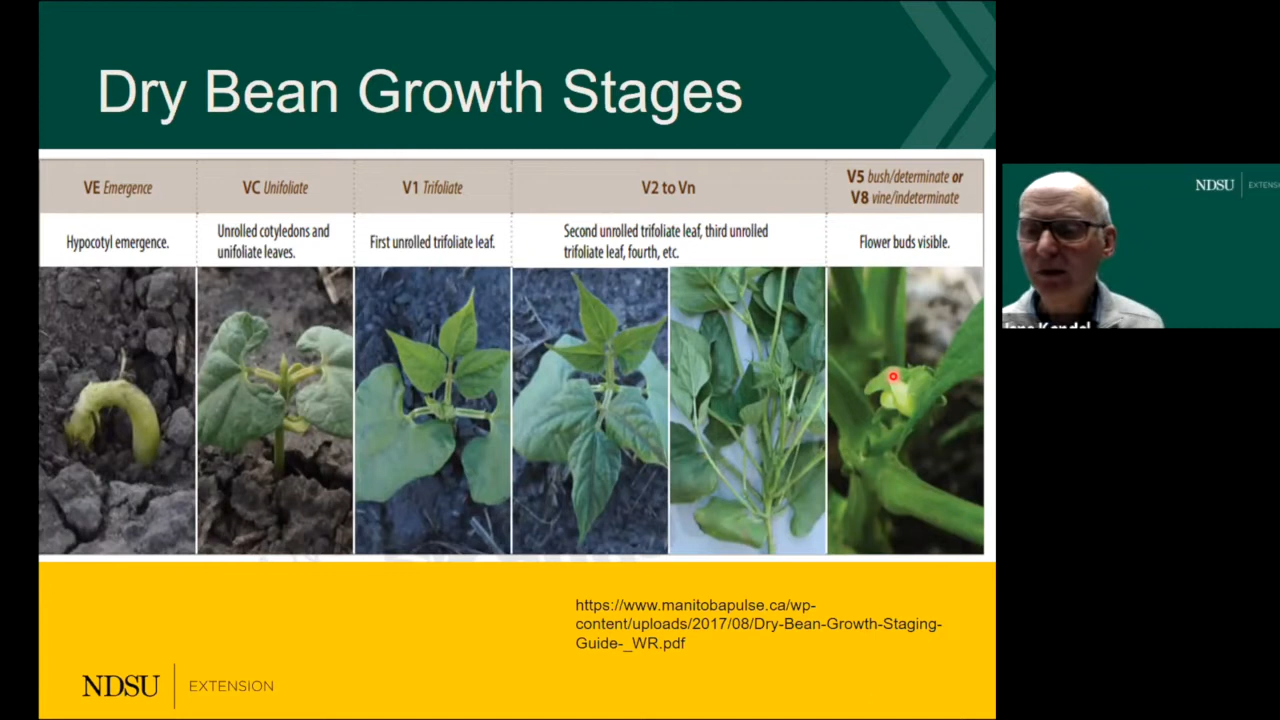 Dry Bean Growth Stages
VE Emergence
VC Unifoliate
V1 Trifoliate
V2 to Vn
V5 bush/determinate or
V8 vine/indeterminate
Hypocotyl emergence.
Unrolled cotyledons and
unifoliate leaves.
First unrolled trifoliate leaf.
Second unrolled trifoliate leaf, third unrolled
trifoliate leaf, fourth, etc.
Flower buds visible.
https://www.manitobapulse.ca/wp-
content/uploads/2017/08/Dry-Bean-Growth-Staging-
Guide-_WR.pdf
NDSU EXTENSION
NDSU